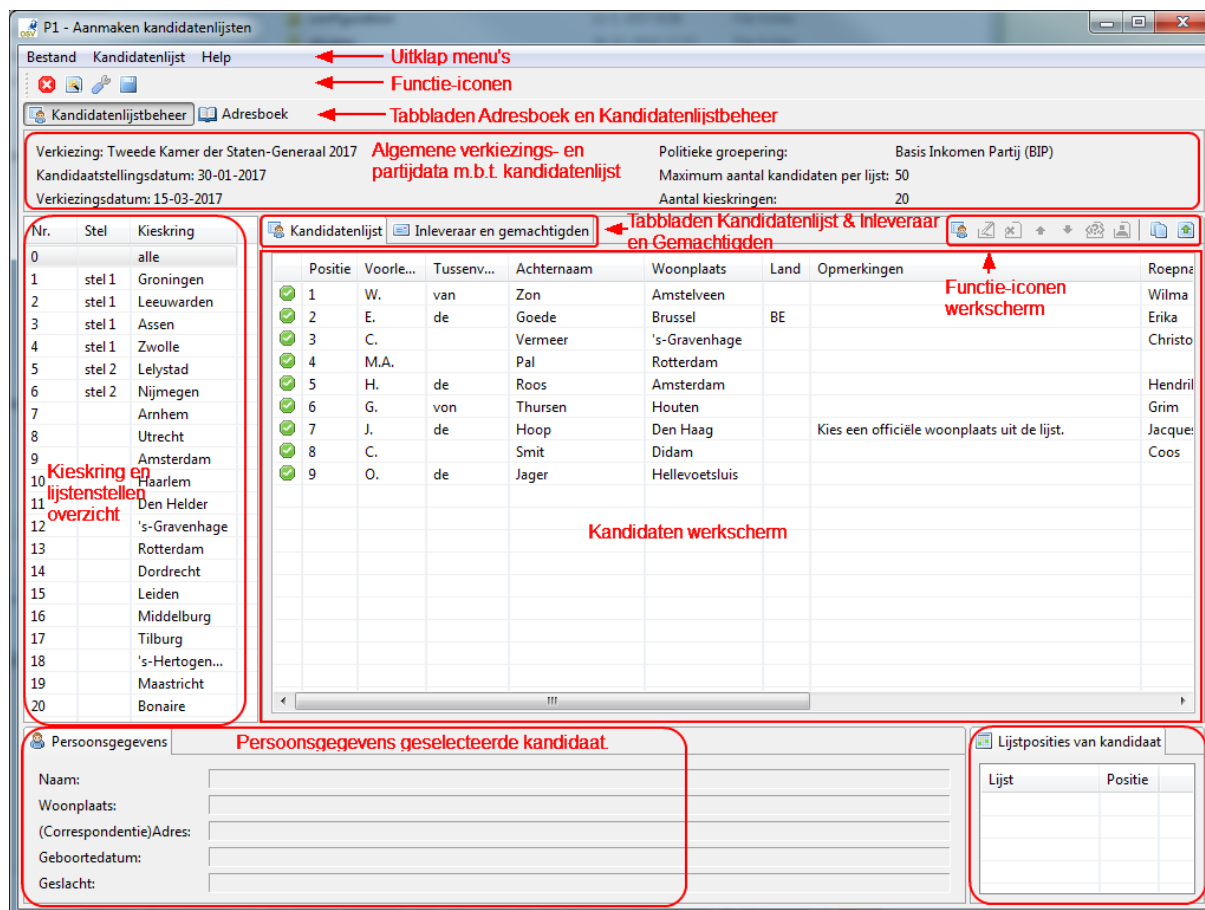 P1 - Aanmaken kandidatenlijsten
Bestand Kandidatenlijst Help
Uitklap menu's
Functie-iconen
Kandidatenlijstbeheer Adresboek
Tabbladen Adresboek en Kandidatenlijstbeheer
Verkiezing: Tweede Kamer der Staten-Generaal 2017
Kandidaatstellingsdatum: 30-01-2017
Verkiezingsdatum: 15-03-2017
Algemene verkiezings- en
partijdata m.b.t. kandidatenlijst
Politieke groepering: Basis Inkomen Partij (BIP)
Maximum aantal kandidaten per lijst: 50
Aantal kieskringen: 20
Nr. Stel Kieskring
0 alle
1 stel 1 Groningen
2 stel 1 Leeuwarden
3 stel 1 Assen
4 stel 1 Zwolle
5 stel 2 Lelystad
6 stel 2 Nijmegen
7 Arnhem
8 Utrecht
9 Amsterdam
10 Haarlem
11 Den Helder
12 's-Gravenhage
13 Rotterdam
14 Dordrecht
15 Leiden
16 Middelburg
17 Tilburg
18 's-Hertogen...
19 Maastricht
20 Bonaire
Kieskring en
lijstenstellen
overzicht
Kandidatenlijst Inleveraar en gemachtigden
Tabbladen Kandidatenlijst & Inleveraar
en Gemachtigden
Functie-iconen
werkscherm
Positie Voorle... Tussenv... Achternaam Woonplaats Land Opmerkingen Roepna
1 W. van Zon Amstelveen Wilma
2 E. de Goede Brussel BE Erika
3 C. Vermeer 's-Gravenhage Christo
4 M.A. Pal Rotterdam
5 H. de Roos Amsterdam Hendril
6 G. von Thursen Houten Grim
7 J. de Hoop Den Haag Kies een officiële woonplaats uit de lijst. Jacques
8 C. Smit Didam Coos
9 O. de Jager Hellevoetsluis
Kandidaten werkscherm
Persoonsgegevens
Persoonsgegevens geselecteerde kandidaat.
Naam:
Woonplaats:
(Correspondentie)Adres:
Geboortedatum:
Geslacht:
Lijstposities van kandidaat
Lijst Positie